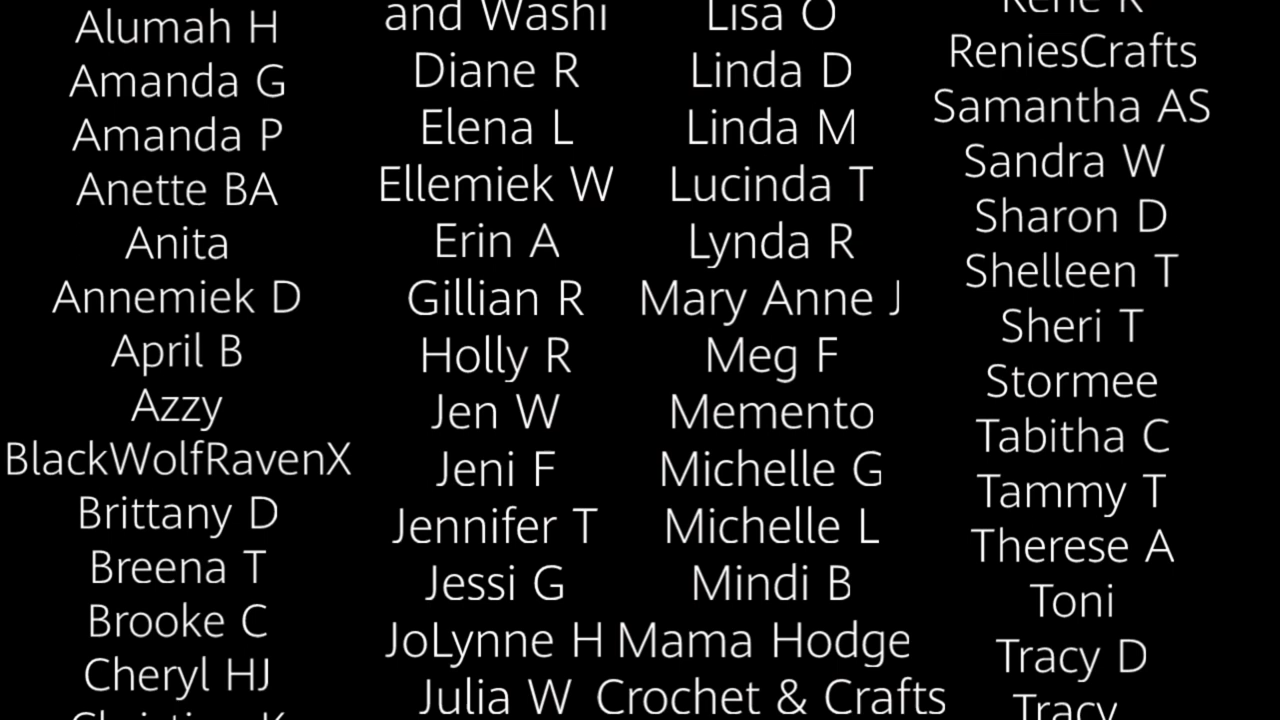 Alumah H
Amanda G
Amanda P
Anette BA
Anita
Annemiek D
April B
Azzy
BlackWolfRavenX
Brittany D
Breena T
Brooke C
Cheryl HJ
and Washi
Diane R
Elena L
Ellemiek W
Erin A
Gillian R
Holly R
Jen W
Jeni F
Jennifer T
Jessi G
JoLynne H
Julia W
Lisa O
Linda D
Linda M
Lucinda T
Lynda R
Mary Anne J
Meg F
Memento
Michelle G
Michelle L
Mindi B
Mama Hodge
Crochet & Crafts
ReniesCrafts
Samantha AS
Sandra W
Sharon D
Shelleen T
Sheri T
Stormee
Tabitha C
Tammy T
Therese A
Toni
Tracy D
Tracy